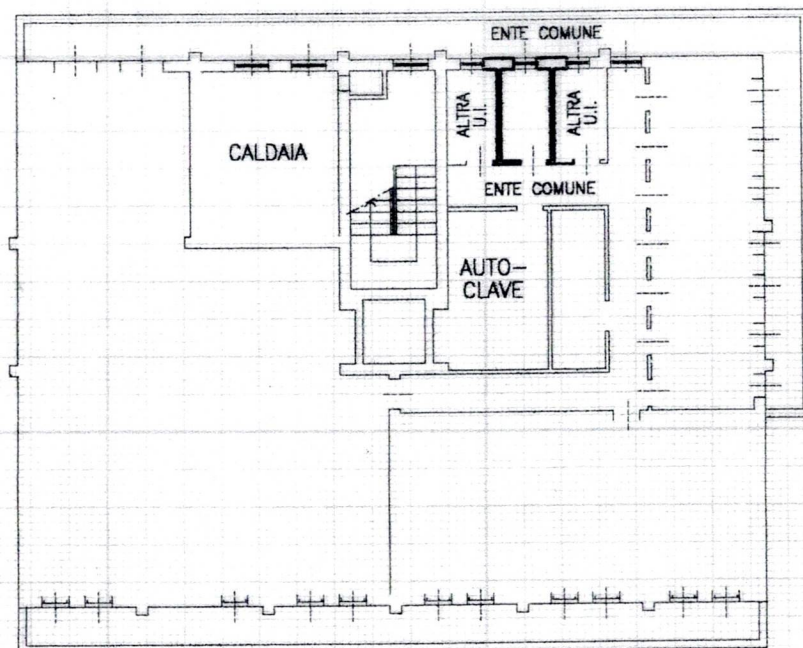 ENTE COMUNE
ALTRA
U.I.
ALTRA
U.I.
CALDAIA
ENTE COMUNE
AUTO-
CLAVE